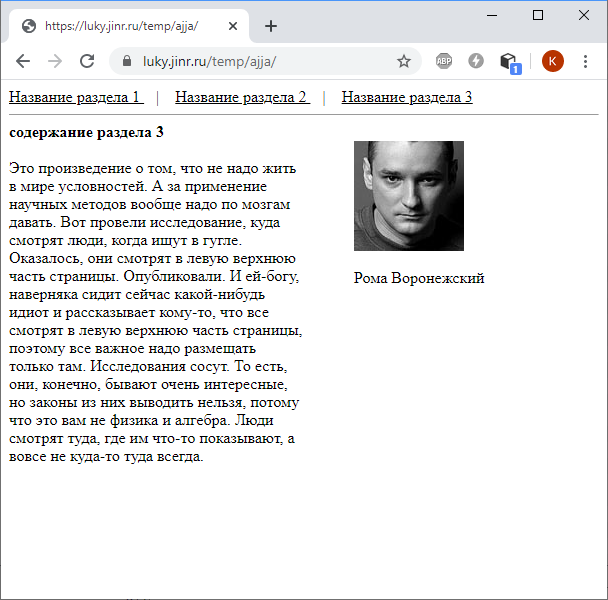 https://luky.jinr.ru/temp/ajja/
luky.jinr.ru/temp/ajja/
ABP
1
K
Название раздела 1 | Название раздела 2 | Название раздела 3
содержание раздела 3
Это произведение о том, что не надо жить
в мире условностей. А за применение
научных методов вообще надо по мозгам
давать. Вот провели исследование, куда
смотрят люди, когда ищут в гугле.
Оказалось, они смотрят в левую верхнюю
часть страницы. Опубликовали. И ей-богу,
наверняка сидит сейчас какой-нибудь
идиот и рассказывает кому-то, что все
смотрят в левую верхнюю часть страницы,
поэтому все важное надо размещать
только там. Исследования сосут. То есть,
они, конечно, бывают очень интересные,
но законы из них выводить нельзя, потому
что это вам не физика и алгебра. Люди
смотрят туда, где им что-то показывают, а
вовсе не куда-то туда всегда.
Рома Воронежский